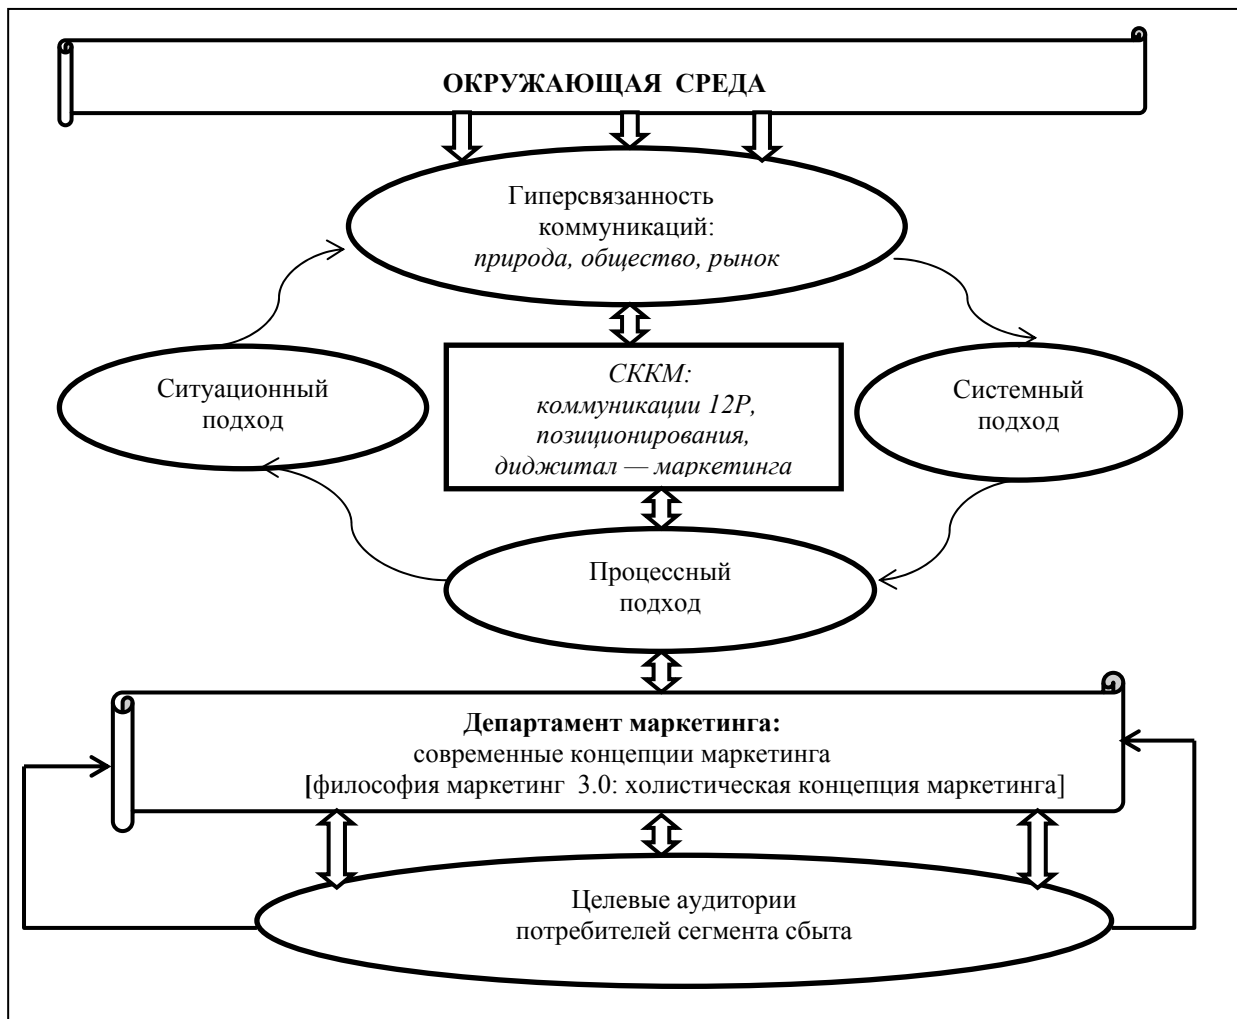 ОКРУЖАЮЩАЯ СРЕДА
Гиперсвязанность
коммуникаций:
природа, общество, рынок
Ситуационный
подход
СККМ:
коммуникации 12P,
позиционирования,
диджитал — маркетинга
Системный
подход
Процессный
подход
Департамент маркетинга:
современные концепции маркетинга
[философия маркетинг 3.0: холистическая концепция маркетинга]
Целевые аудитории
потребителей сегмента сбыта